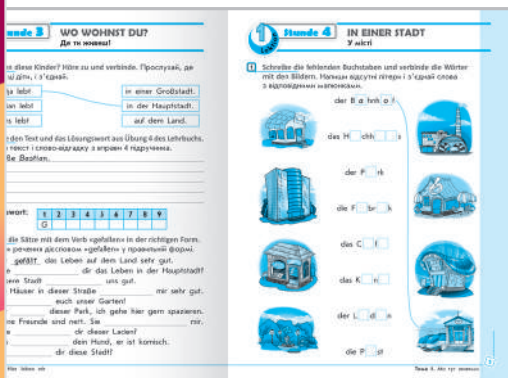 Stunde 3 WO WOHNST DU?
Де ти живеш?
diese Kinder? Höre zu und verbinde. Прослухай, де
діти, і з'єднай.
lebt
in einer Großstadt.
lebt
in der Hauptstadt.
lebt
auf dem Land.
den Text und das Lösungswort aus Übung 4 des Lehrbuchs.
текст і слово-відгадку з вправи 4 підручника.
Bastian.
1 2 3 4 5 6 7 8 9
G
die Sätze mit dem Verb «gefallen» in der richtigen Form.
речення дієсловом «gefallen» у правильній формі.
gefällt das Leben auf dem Land sehr gut.
dir das Leben in der Hauptstadt?
Stadt uns gut.
Häuser in dieser Straße mir sehr gut.
euch unser Garten?
dieser Park, ich gehe hier gern spazieren.
Freunde sind nett. Sie mir.
dir dieser Laden?
dein Hund, er ist komisch.
dir diese Stadt?
1 Stunde 4 IN EINER STADT
У місті
1 Schreibe die fehlenden Buchstaben und verbinde die Wörter
mit den Bildern. Напиши відсутні літери і з'єднай слова
з відповідними малюнками.
der B a hnh o f
das H chh s
der P rk
die F br k
das C f
das K n
der L d n
die P st